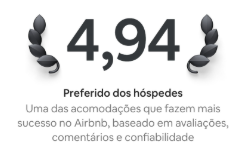 4,94
Preferido dos hóspedes
Uma das acomodações que fazem mais
sucesso no Airbnb, baseado em avaliações,
comentários e confiabilidade